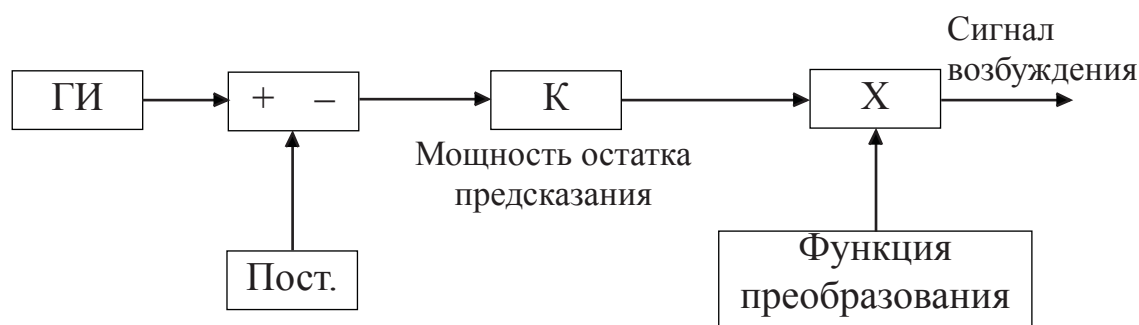 Сигнал
возбуждения
ГИ
+ –
К
Х
Мощность остатка
предсказания
Пост.
Функция
преобразования